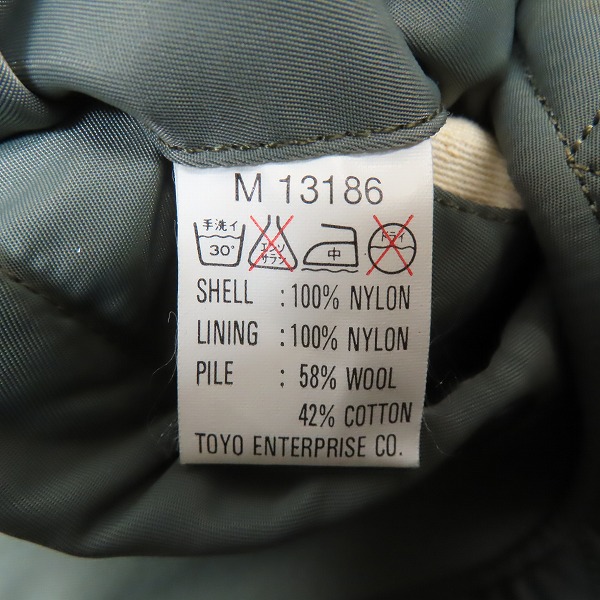 M 13186
手洗イ 30° エンソサラシ 中 ドライ
SHELL : 100% NYLON
LINING : 100% NYLON
PILE : 58% WOOL
42% COTTON
TOYO ENTERPRISE CO.